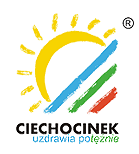 ®
CIECHOCINEK
uzdrawia potężnie